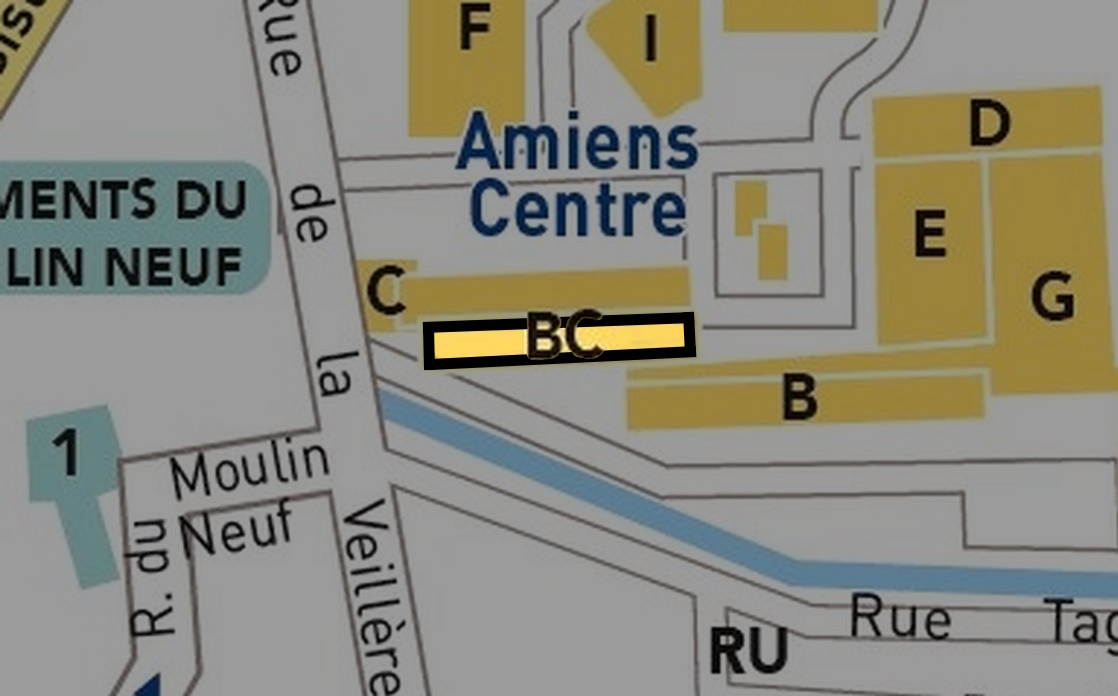 Rue
de
la
Veillère
F
I
Amiens
Centre
D
E
G
C
BC
B
MENTS DU
LIN NEUF
1
Moulin
Neuf
R. du
Rue Tag
RU